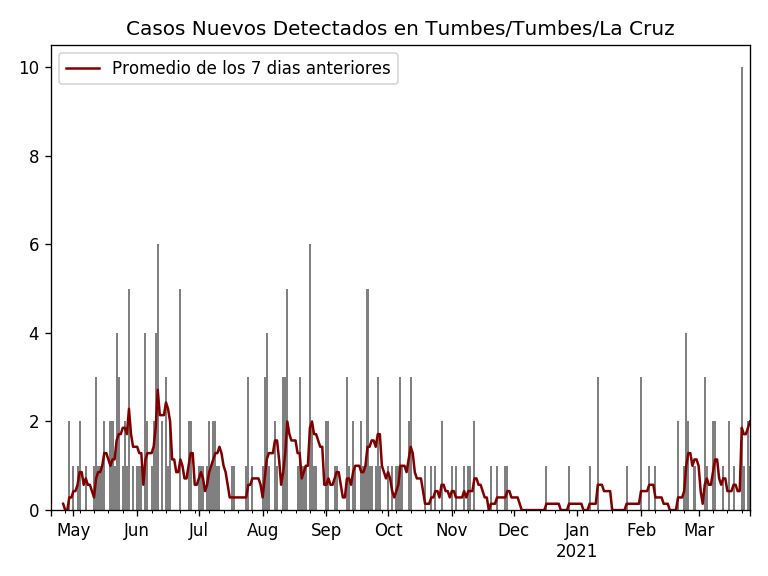 Casos Nuevos Detectados en Tumbes/Tumbes/La Cruz
Promedio de los 7 dias anteriores
10
8
6
4
2
0
May Jun Jul Aug Sep Oct Nov Dec Jan Feb Mar
2021